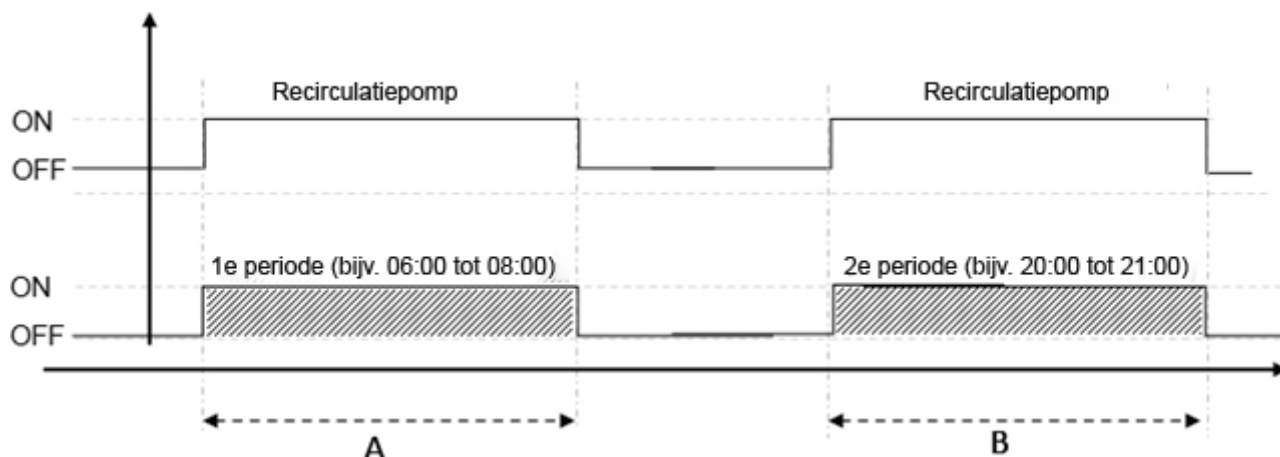 Recirculatiepomp Recirculatiepomp
ON
OFF
1e periode (bijv. 06:00 tot 08:00) 2e periode (bijv. 20:00 tot 21:00)
ON
OFF
A B